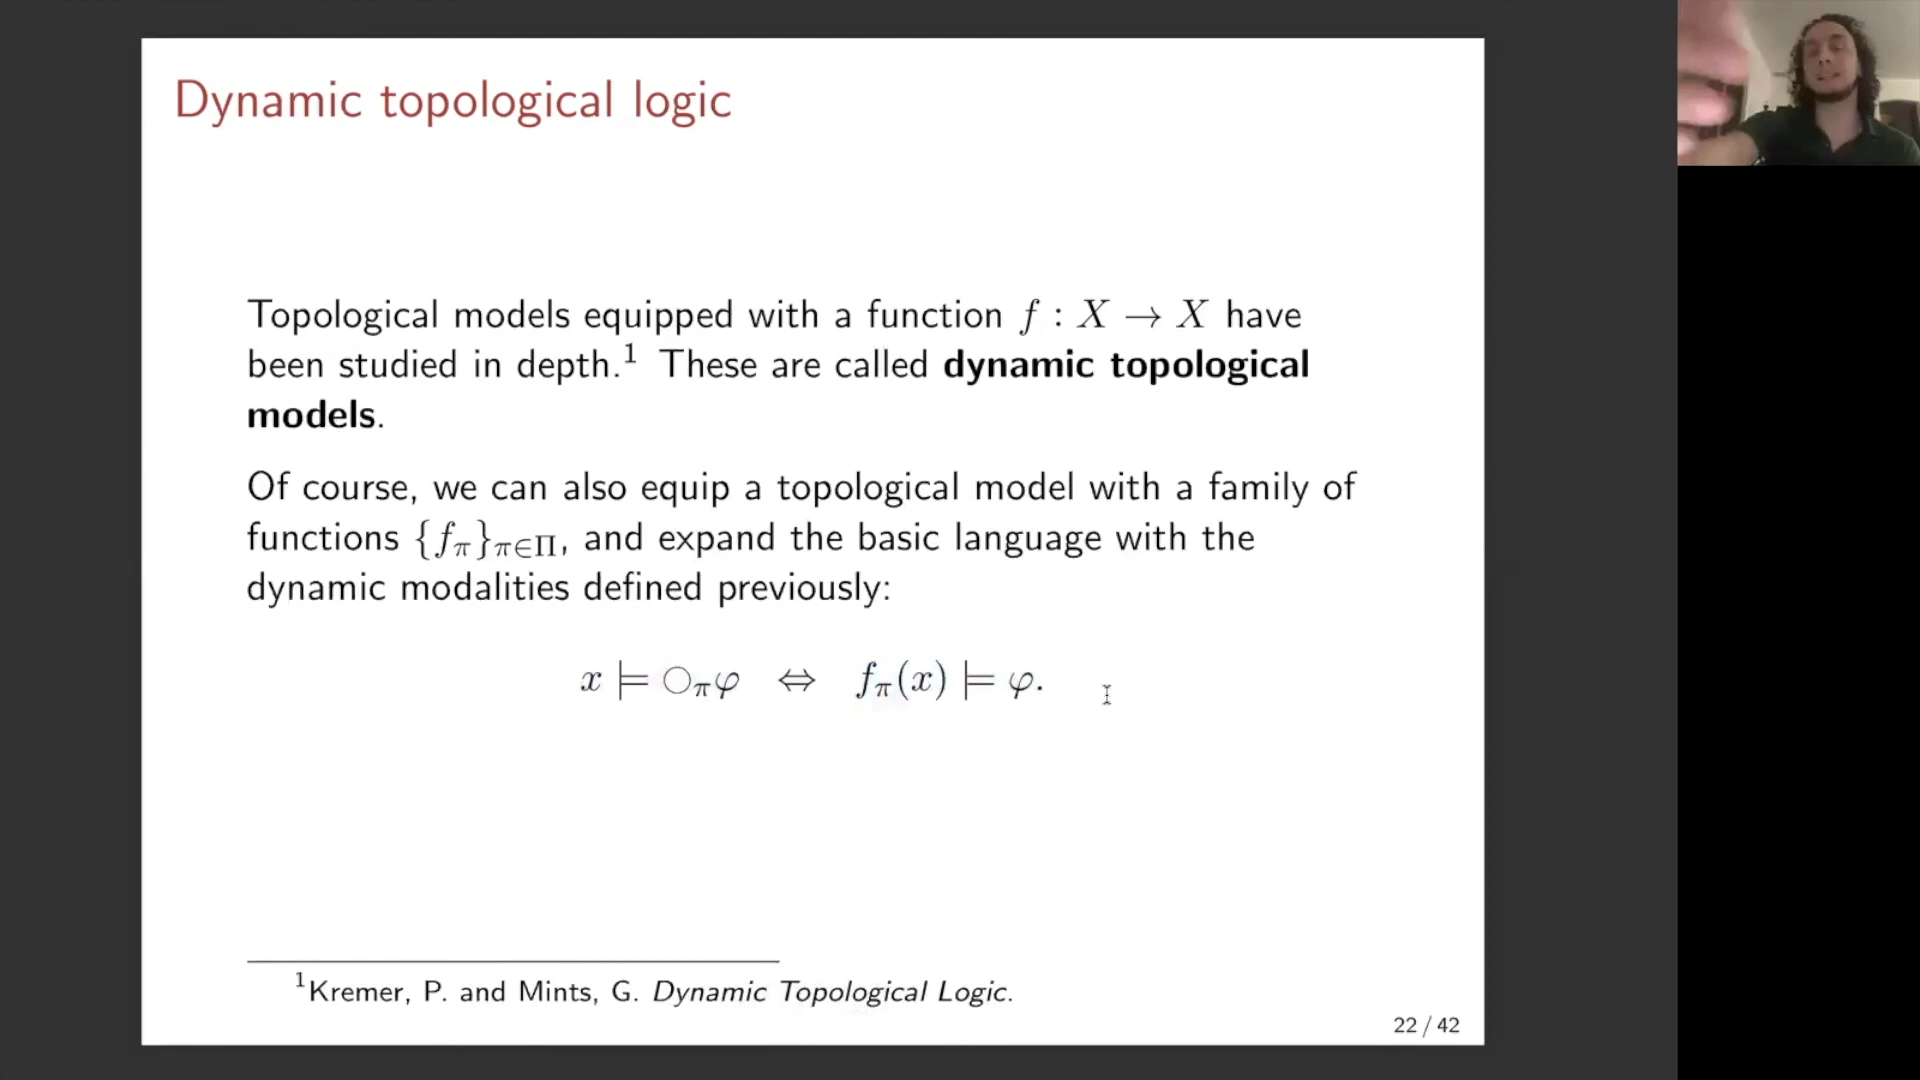 Dynamic topological logic
Topological models equipped with a function f : X → X have
been studied in depth.¹ These are called dynamic topological
models.
Of course, we can also equip a topological model with a family of
functions {f_π}_{π∈Π}, and expand the basic language with the
dynamic modalities defined previously:
x ⊨ ○_πφ ⇔ f_π(x) ⊨ φ.
¹Kremer, P. and Mints, G. Dynamic Topological Logic.
22 / 42